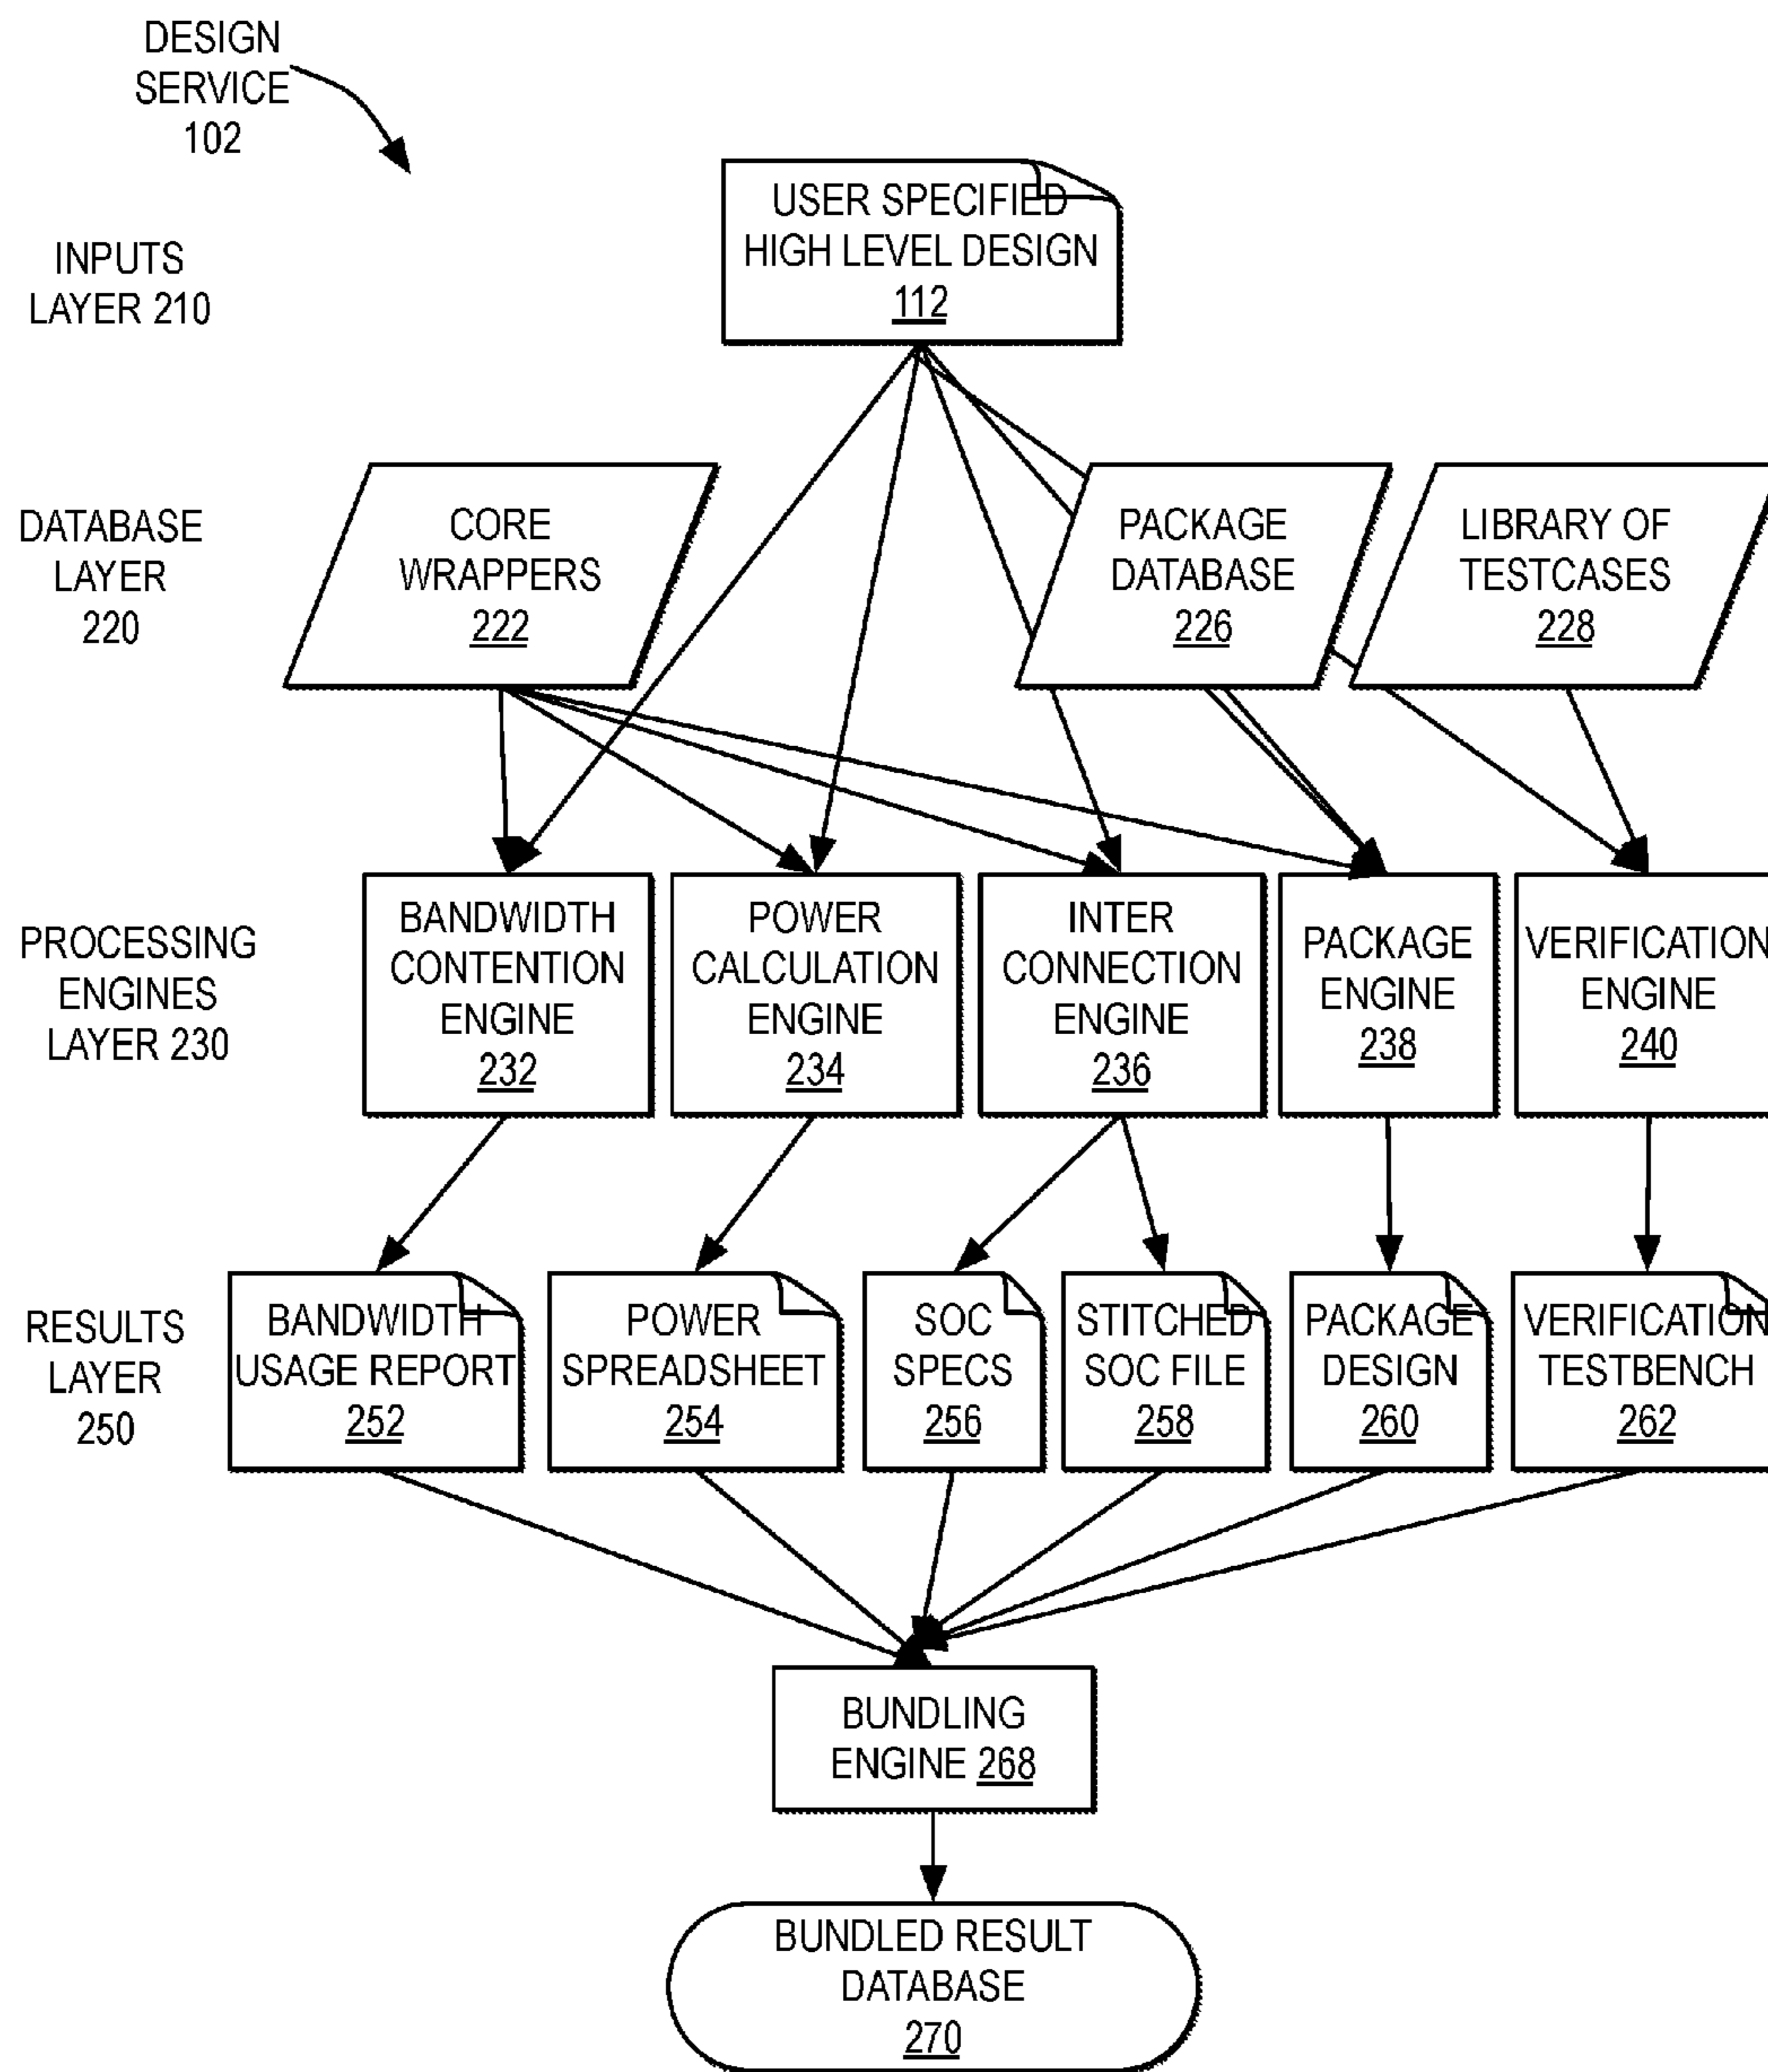 DESIGN
SERVICE
102
INPUTS
LAYER 210
USER SPECIFIED
HIGH LEVEL DESIGN
112
DATABASE
LAYER
220
CORE
WRAPPERS
222
PACKAGE
DATABASE
226
LIBRARY OF
TESTCASES
228
PROCESSING
ENGINES
LAYER 230
BANDWIDTH
CONTENTION
ENGINE
232
POWER
CALCULATION
ENGINE
234
INTER
CONNECTION
ENGINE
236
PACKAGE
ENGINE
238
VERIFICATION
ENGINE
240
RESULTS
LAYER
250
BANDWIDTH
USAGE REPORT
252
POWER
SPREADSHEET
254
SOC
SPECS
256
STITCHED
SOC FILE
258
PACKAGE
DESIGN
260
VERIFICATION
TESTBENCH
262
BUNDLING
ENGINE 268
BUNDLED RESULT
DATABASE
270